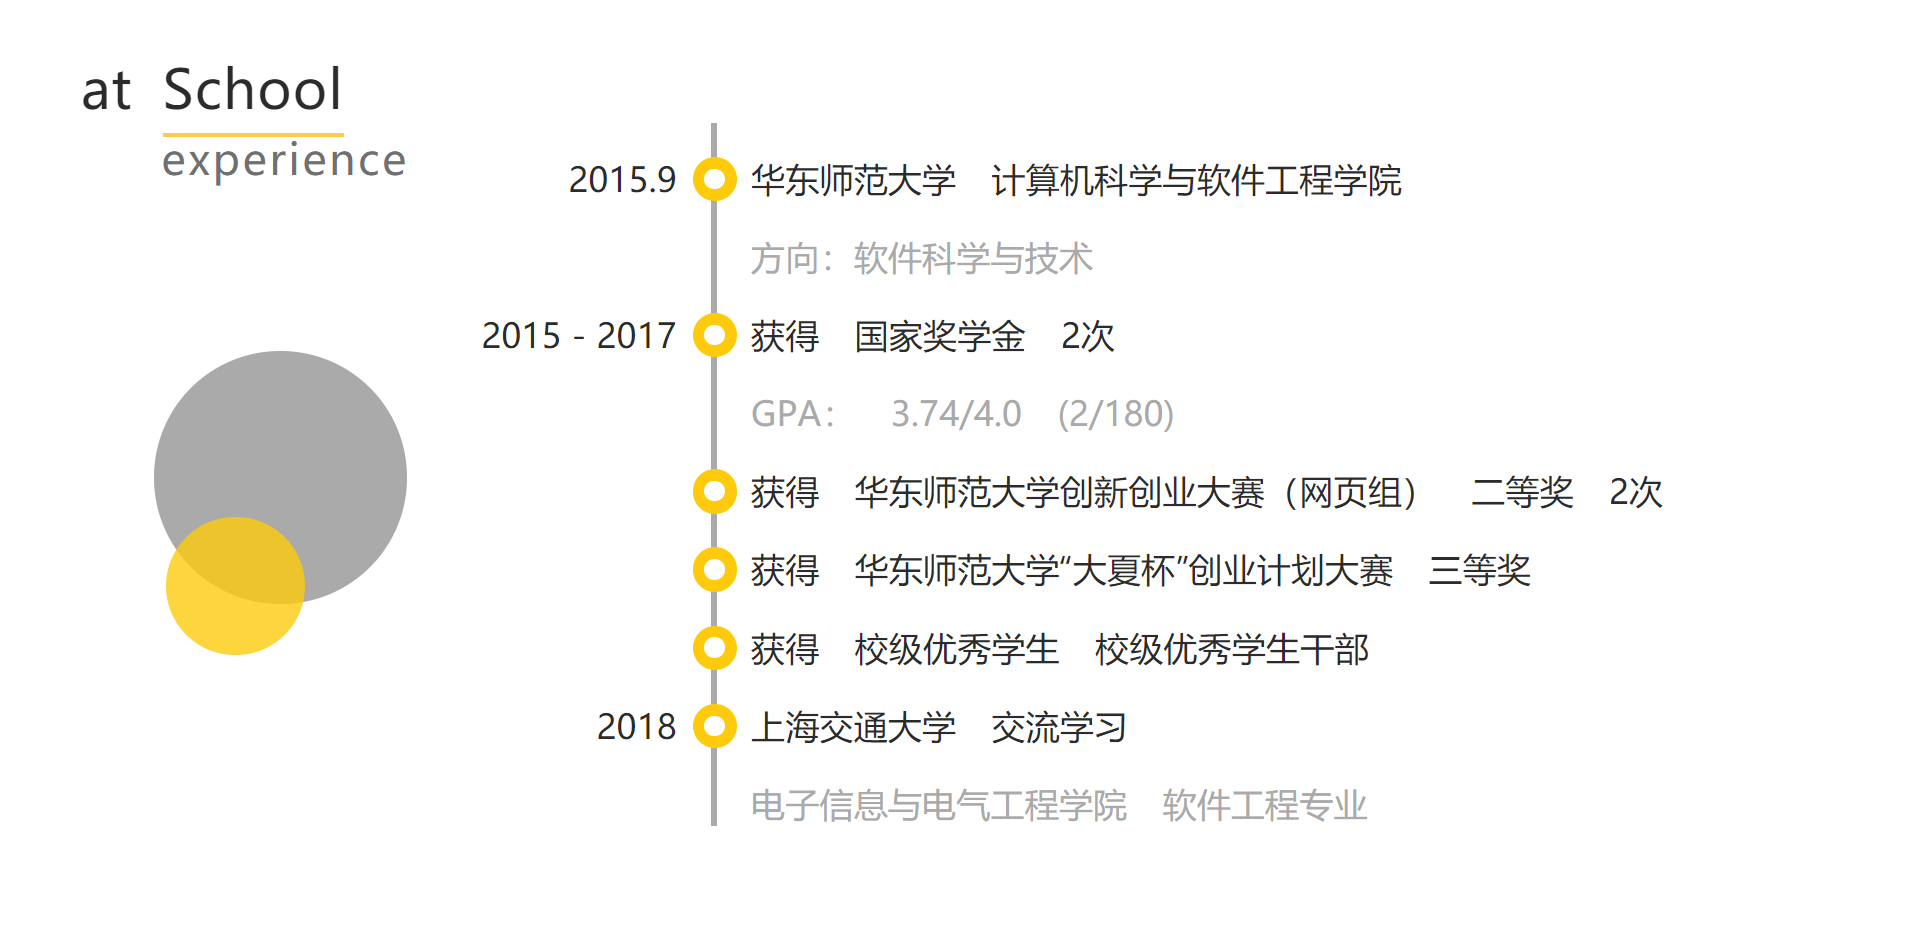 at School
experience
2015.9 华东师范大学 计算机科学与软件工程学院
方向：软件科学与技术
2015 - 2017 获得 国家奖学金 2次
GPA： 3.74/4.0 (2/180)
获得 华东师范大学创新创业大赛（网页组） 二等奖 2次
获得 华东师范大学“大夏杯”创业计划大赛 三等奖
获得 校级优秀学生 校级优秀学生干部
2018 上海交通大学 交流学习
电子信息与电气工程学院 软件工程专业